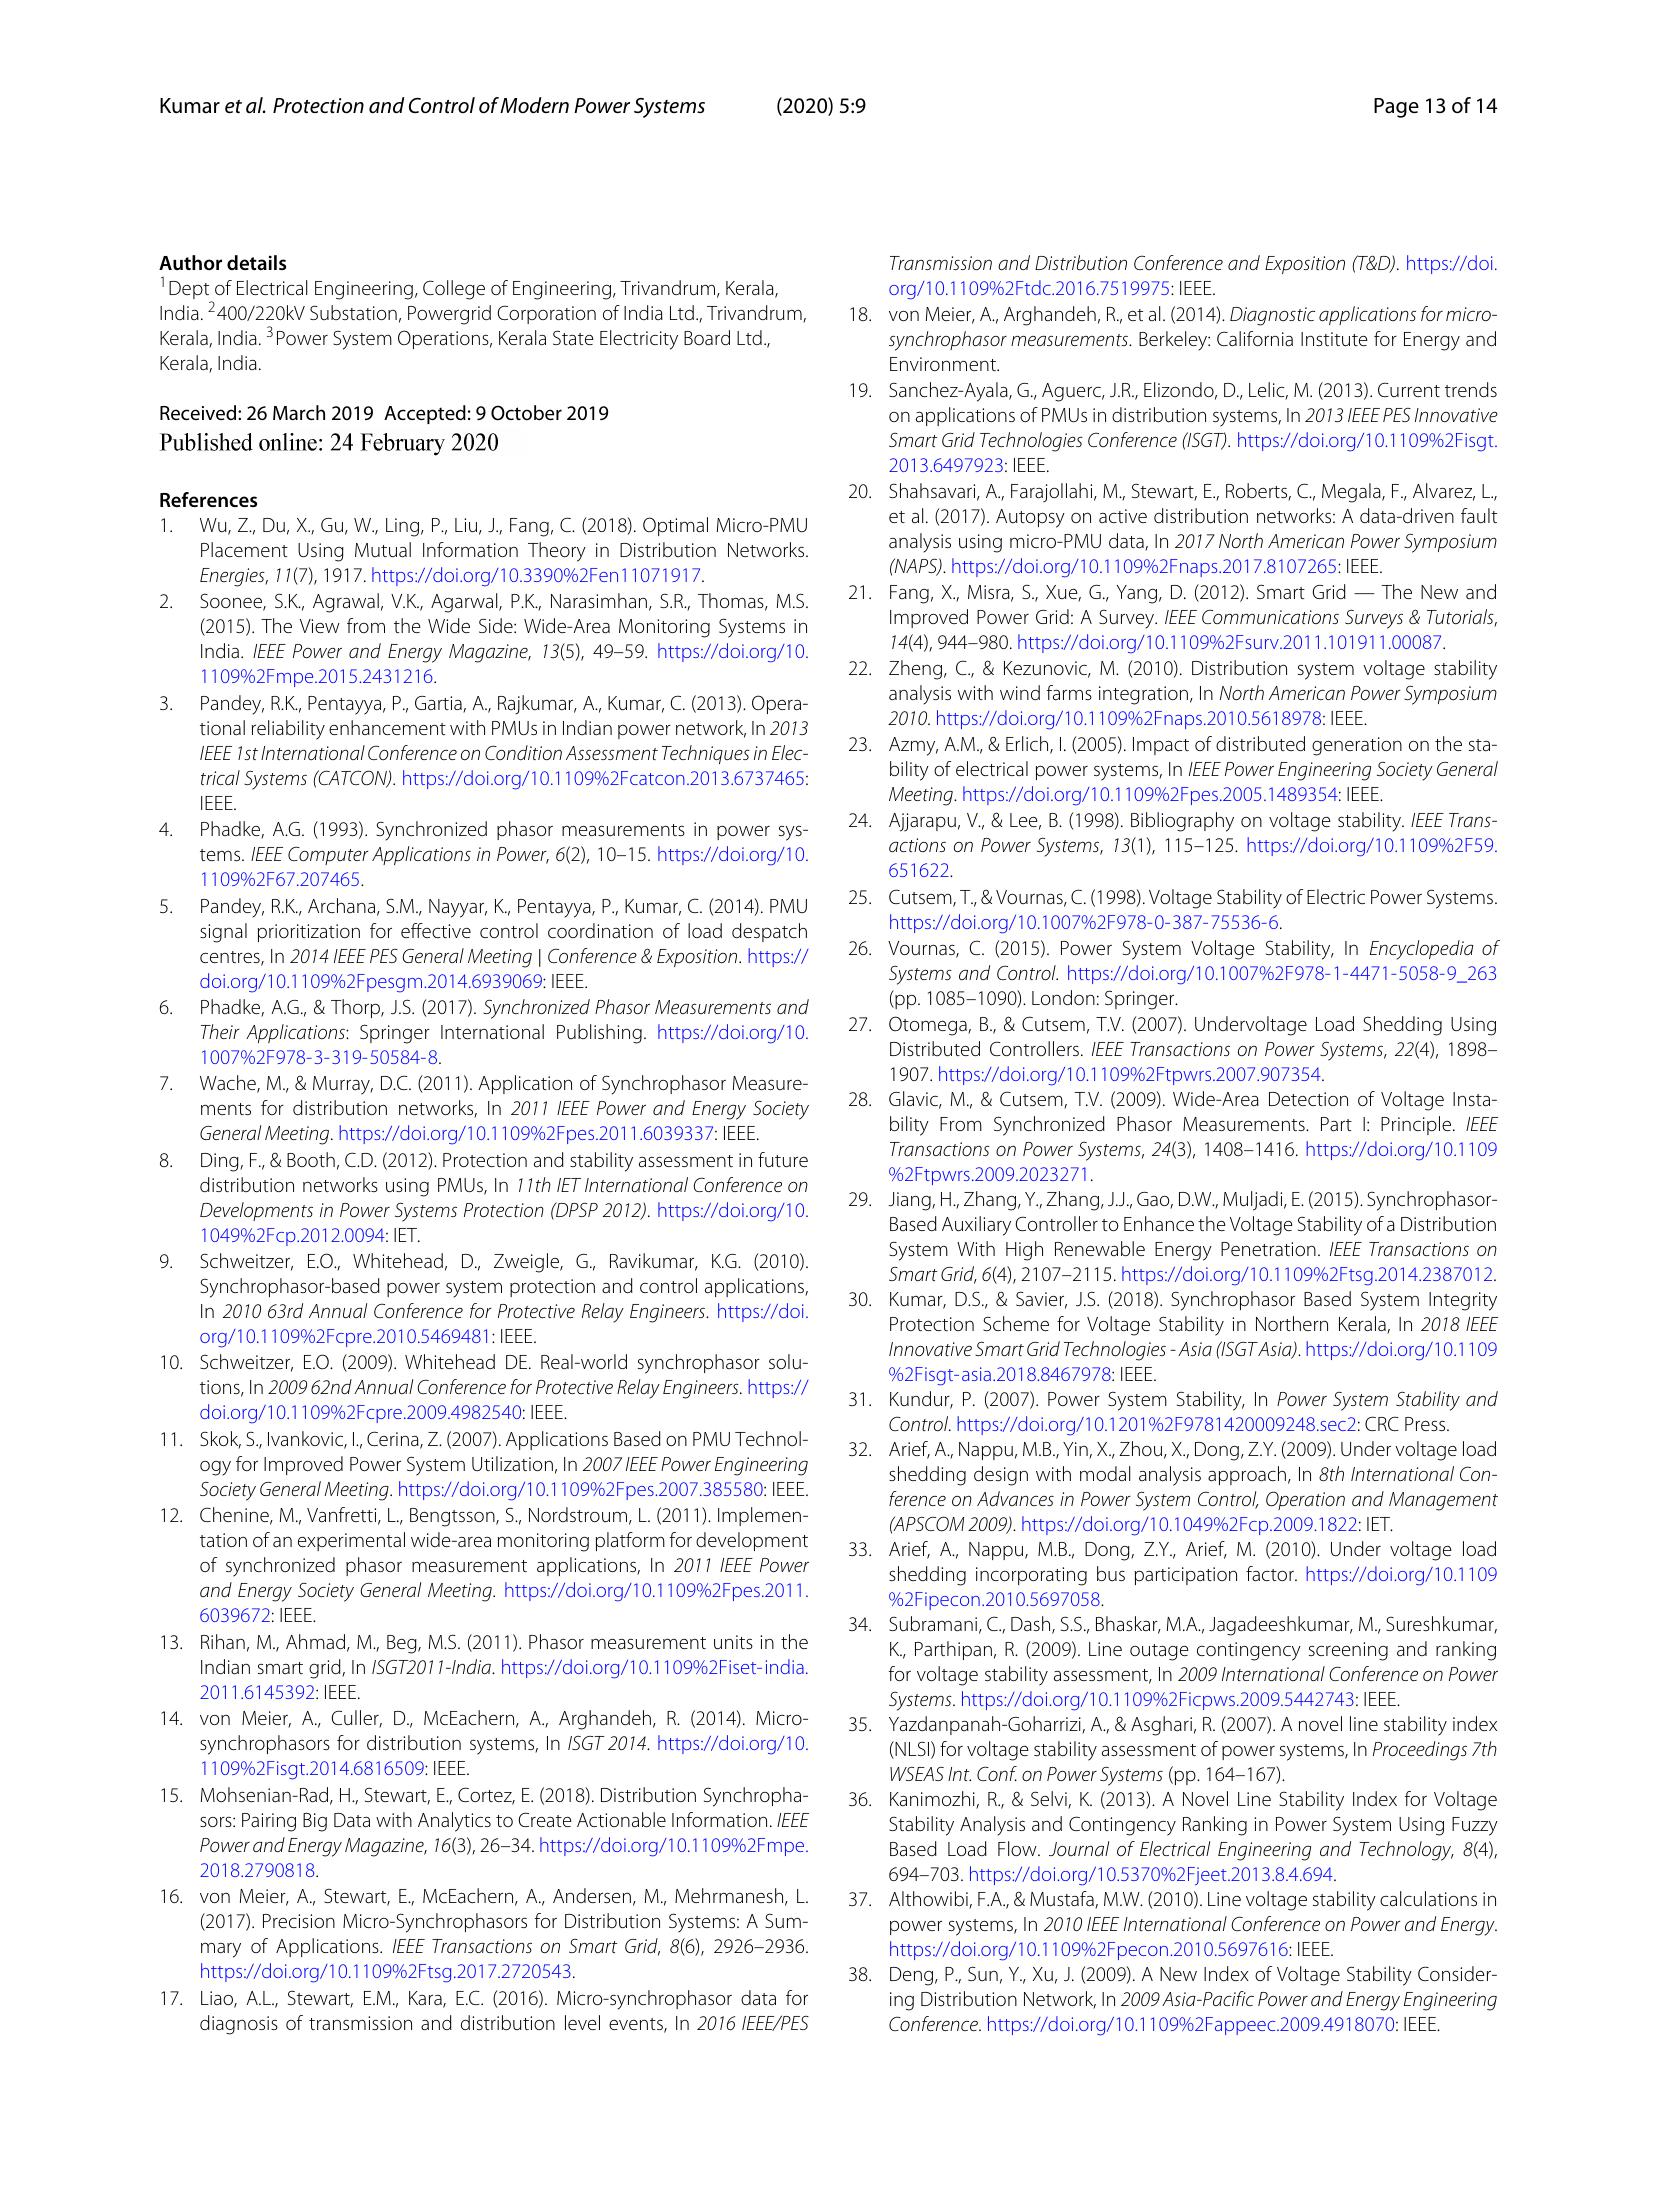 Kumar et al. Protection and Control of Modern Power Systems (2020) 5:9 Page 13 of 14
Author details
1Dept of Electrical Engineering, College of Engineering, Trivandrum, Kerala,
India. 2400/220kV Substation, Powergrid Corporation of India Ltd., Trivandrum,
Kerala, India. 3Power System Operations, Kerala State Electricity Board Ltd.,
Kerala, India.
Received: 26 March 2019 Accepted: 9 October 2019
Published online: 24 February 2020
References
1. Wu, Z., Du, X., Gu, W., Ling, P., Liu, J., Fang, C. (2018). Optimal Micro-PMU
Placement Using Mutual Information Theory in Distribution Networks.
Energies, 11(7), 1917. https://doi.org/10.3390%2Fen11071917.
2. Soonee, S.K., Agrawal, V.K., Agarwal, P.K., Narasimhan, S.R., Thomas, M.S.
(2015). The View from the Wide Side: Wide-Area Monitoring Systems in
India. IEEE Power and Energy Magazine, 13(5), 49–59. https://doi.org/10.
1109%2Fmpe.2015.2431216.
3. Pandey, R.K., Pentayya, P., Gartia, A., Rajkumar, A., Kumar, C. (2013). Opera-
tional reliability enhancement with PMUs in Indian power network, In 2013
IEEE 1st International Conference on Condition Assessment Techniques in Elec-
trical Systems (CATCON). https://doi.org/10.1109%2Fcatcon.2013.6737465:
IEEE.
4. Phadke, A.G. (1993). Synchronized phasor measurements in power sys-
tems. IEEE Computer Applications in Power, 6(2), 10–15. https://doi.org/10.
1109%2F67.207465.
5. Pandey, R.K., Archana, S.M., Nayyar, K., Pentayya, P., Kumar, C. (2014). PMU
signal prioritization for effective control coordination of load despatch
centres, In 2014 IEEE PES General Meeting | Conference & Exposition. https://
doi.org/10.1109%2Fpesgm.2014.6939069: IEEE.
6. Phadke, A.G., & Thorp, J.S. (2017). Synchronized Phasor Measurements and
Their Applications: Springer International Publishing. https://doi.org/10.
1007%2F978-3-319-50584-8.
7. Wache, M., & Murray, D.C. (2011). Application of Synchrophasor Measure-
ments for distribution networks, In 2011 IEEE Power and Energy Society
General Meeting. https://doi.org/10.1109%2Fpes.2011.6039337: IEEE.
8. Ding, F., & Booth, C.D. (2012). Protection and stability assessment in future
distribution networks using PMUs, In 11th IET International Conference on
Developments in Power Systems Protection (DPSP 2012). https://doi.org/10.
1049%2Fcp.2012.0094: IET.
9. Schweitzer, E.O., Whitehead, D., Zweigle, G., Ravikumar, K.G. (2010).
Synchrophasor-based power system protection and control applications,
In 2010 63rd Annual Conference for Protective Relay Engineers. https://doi.
org/10.1109%2Fcpre.2010.5469481: IEEE.
10. Schweitzer, E.O. (2009). Whitehead DE. Real-world synchrophasor solu-
tions, In 2009 62nd Annual Conference for Protective Relay Engineers. https://
doi.org/10.1109%2Fcpre.2009.4982540: IEEE.
11. Skok, S., Ivankovic, I., Cerina, Z. (2007). Applications Based on PMU Technol-
ogy for Improved Power System Utilization, In 2007 IEEE Power Engineering
Society General Meeting. https://doi.org/10.1109%2Fpes.2007.385580: IEEE.
12. Chenine, M., Vanfretti, L., Bengtsson, S., Nordstroum, L. (2011). Implemen-
tation of an experimental wide-area monitoring platform for development
of synchronized phasor measurement applications, In 2011 IEEE Power
and Energy Society General Meeting. https://doi.org/10.1109%2Fpes.2011.
6039672: IEEE.
13. Rihan, M., Ahmad, M., Beg, M.S. (2011). Phasor measurement units in the
Indian smart grid, In ISGT2011-India. https://doi.org/10.1109%2Fiset-india.
2011.6145392: IEEE.
14. von Meier, A., Culler, D., McEachern, A., Arghandeh, R. (2014). Micro-
synchrophasors for distribution systems, In ISGT 2014. https://doi.org/10.
1109%2Fisgt.2014.6816509: IEEE.
15. Mohsenian-Rad, H., Stewart, E., Cortez, E. (2018). Distribution Synchropha-
sors: Pairing Big Data with Analytics to Create Actionable Information. IEEE
Power and Energy Magazine, 16(3), 26–34. https://doi.org/10.1109%2Fmpe.
2018.2790818.
16. von Meier, A., Stewart, E., McEachern, A., Andersen, M., Mehrmanesh, L.
(2017). Precision Micro-Synchrophasors for Distribution Systems: A Sum-
mary of Applications. IEEE Transactions on Smart Grid, 8(6), 2926–2936.
https://doi.org/10.1109%2Ftsg.2017.2720543.
17. Liao, A.L., Stewart, E.M., Kara, E.C. (2016). Micro-synchrophasor data for
diagnosis of transmission and distribution level events, In 2016 IEEE/PES
Transmission and Distribution Conference and Exposition (T&D). https://doi.
org/10.1109%2Ftdc.2016.7519975: IEEE.
18. von Meier, A., Arghandeh, R., et al. (2014). Diagnostic applications for micro-
synchrophasor measurements. Berkeley: California Institute for Energy and
Environment.
19. Sanchez-Ayala, G., Aguerc, J.R., Elizondo, D., Lelic, M. (2013). Current trends
on applications of PMUs in distribution systems, In 2013 IEEE PES Innovative
Smart Grid Technologies Conference (ISGT). https://doi.org/10.1109%2Fisgt.
2013.6497923: IEEE.
20. Shahsavari, A., Farajollahi, M., Stewart, E., Roberts, C., Megala, F., Alvarez, L.,
et al. (2017). Autopsy on active distribution networks: A data-driven fault
analysis using micro-PMU data, In 2017 North American Power Symposium
(NAPS). https://doi.org/10.1109%2Fnaps.2017.8107265: IEEE.
21. Fang, X., Misra, S., Xue, G., Yang, D. (2012). Smart Grid — The New and
Improved Power Grid: A Survey. IEEE Communications Surveys & Tutorials,
14(4), 944–980. https://doi.org/10.1109%2Fsurv.2011.101911.00087.
22. Zheng, C., & Kezunovic, M. (2010). Distribution system voltage stability
analysis with wind farms integration, In North American Power Symposium
2010. https://doi.org/10.1109%2Fnaps.2010.5618978: IEEE.
23. Azmy, A.M., & Erlich, I. (2005). Impact of distributed generation on the sta-
bility of electrical power systems, In IEEE Power Engineering Society General
Meeting. https://doi.org/10.1109%2Fpes.2005.1489354: IEEE.
24. Ajjarapu, V., & Lee, B. (1998). Bibliography on voltage stability. IEEE Trans-
actions on Power Systems, 13(1), 115–125. https://doi.org/10.1109%2F59.
651622.
25. Cutsem, T., & Vournas, C. (1998). Voltage Stability of Electric Power Systems.
https://doi.org/10.1007%2F978-0-387-75536-6.
26. Vournas, C. (2015). Power System Voltage Stability, In Encyclopedia of
Systems and Control. https://doi.org/10.1007%2F978-1-4471-5058-9_263
(pp. 1085–1090). London: Springer.
27. Otomega, B., & Cutsem, T.V. (2007). Undervoltage Load Shedding Using
Distributed Controllers. IEEE Transactions on Power Systems, 22(4), 1898–
1907. https://doi.org/10.1109%2Ftpwrs.2007.907354.
28. Glavic, M., & Cutsem, T.V. (2009). Wide-Area Detection of Voltage Insta-
bility From Synchronized Phasor Measurements. Part I: Principle. IEEE
Transactions on Power Systems, 24(3), 1408–1416. https://doi.org/10.1109
%2Ftpwrs.2009.2023271.
29. Jiang, H., Zhang, Y., Zhang, J.J., Gao, D.W., Muljadi, E. (2015). Synchrophasor-
Based Auxiliary Controller to Enhance the Voltage Stability of a Distribution
System With High Renewable Energy Penetration. IEEE Transactions on
Smart Grid, 6(4), 2107–2115. https://doi.org/10.1109%2Ftsg.2014.2387012.
30. Kumar, D.S., & Savier, J.S. (2018). Synchrophasor Based System Integrity
Protection Scheme for Voltage Stability in Northern Kerala, In 2018 IEEE
Innovative Smart Grid Technologies - Asia (ISGT Asia). https://doi.org/10.1109
%2Fisgt-asia.2018.8467978: IEEE.
31. Kundur, P. (2007). Power System Stability, In Power System Stability and
Control. https://doi.org/10.1201%2F9781420009248.sec2: CRC Press.
32. Arief, A., Nappu, M.B., Yin, X., Zhou, X., Dong, Z.Y. (2009). Under voltage load
shedding design with modal analysis approach, In 8th International Con-
ference on Advances in Power System Control, Operation and Management
(APSCOM 2009). https://doi.org/10.1049%2Fcp.2009.1822: IET.
33. Arief, A., Nappu, M.B., Dong, Z.Y., Arief, M. (2010). Under voltage load
shedding incorporating bus participation factor. https://doi.org/10.1109
%2Fipecon.2010.5697058.
34. Subramani, C., Dash, S.S., Bhaskar, M.A., Jagadeeshkumar, M., Sureshkumar,
K., Parthipan, R. (2009). Line outage contingency screening and ranking
for voltage stability assessment, In 2009 International Conference on Power
Systems. https://doi.org/10.1109%2Ficpws.2009.5442743: IEEE.
35. Yazdanpanah-Goharrizi, A., & Asghari, R. (2007). A novel line stability index
(NLSI) for voltage stability assessment of power systems, In Proceedings 7th
WSEAS Int. Conf. on Power Systems (pp. 164–167).
36. Kanimozhi, R., & Selvi, K. (2013). A Novel Line Stability Index for Voltage
Stability Analysis and Contingency Ranking in Power System Using Fuzzy
Based Load Flow. Journal of Electrical Engineering and Technology, 8(4),
694–703. https://doi.org/10.5370%2Fjeet.2013.8.4.694.
37. Althowibi, F.A., & Mustafa, M.W. (2010). Line voltage stability calculations in
power systems, In 2010 IEEE International Conference on Power and Energy.
https://doi.org/10.1109%2Fpecon.2010.5697616: IEEE.
38. Deng, P., Sun, Y., Xu, J. (2009). A New Index of Voltage Stability Consider-
ing Distribution Network, In 2009 Asia-Pacific Power and Energy Engineering
Conference. https://doi.org/10.1109%2Fappeec.2009.4918070: IEEE.